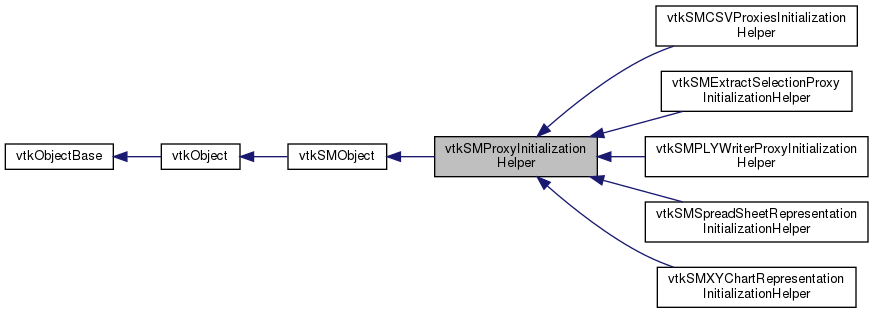 vtkObjectBase
vtkObject
vtkSMObject
vtkSMProxyInitialization
Helper
vtkSMCSVProxiesInitialization
Helper
vtkSMExtractSelectionProxy
InitializationHelper
vtkSMPLYWriterProxyInitialization
Helper
vtkSMSpreadSheetRepresentation
InitializationHelper
vtkSMXYChartRepresentation
InitializationHelper